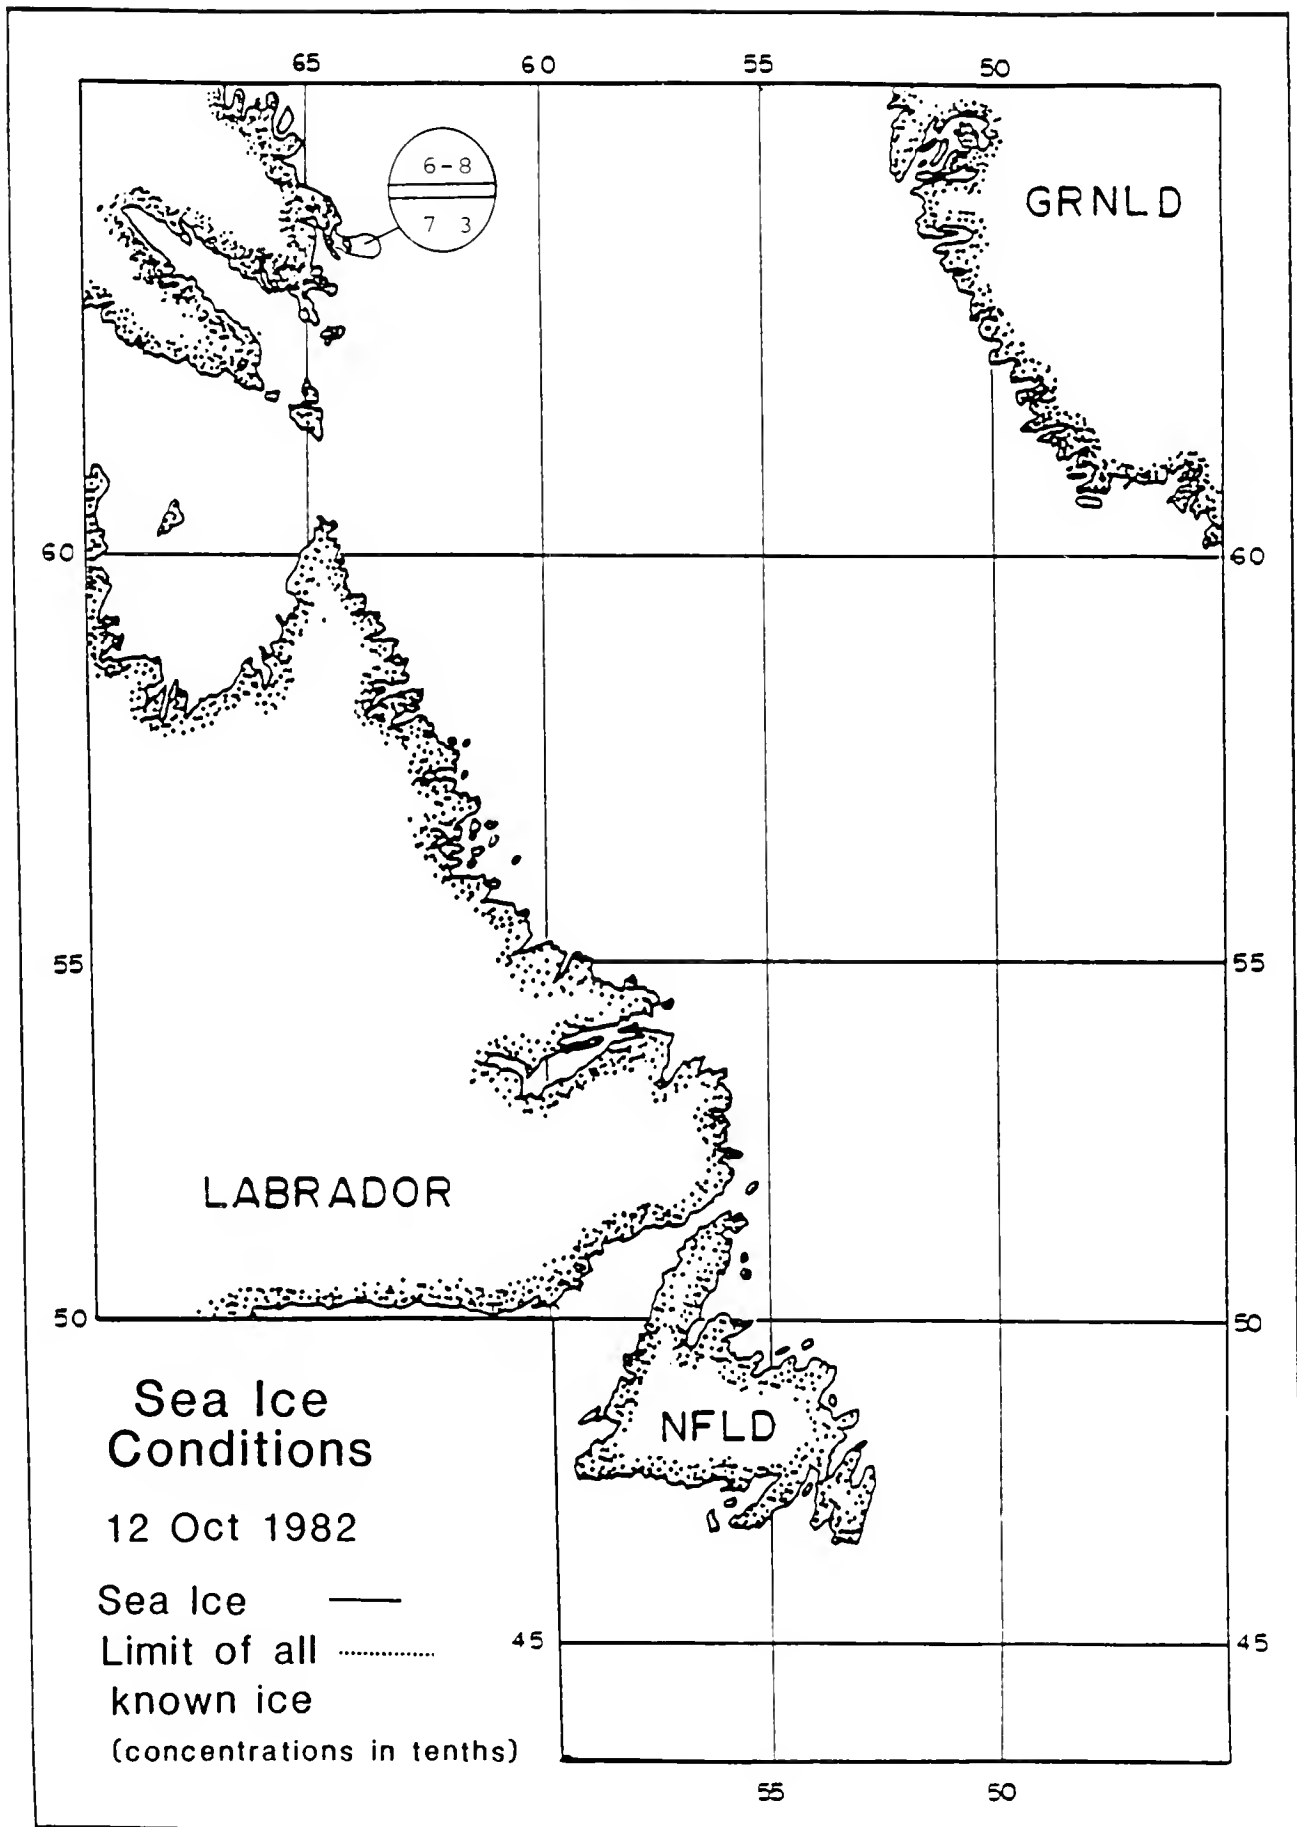 65 60 55 50
6-8
7 3
GRNLD
60 60
55 55
LABRADOR
50 50
NFLD
Sea Ice
Conditions
12 Oct 1982
Sea Ice
Limit of all
known ice
(concentrations in tenths)
45 45
55 50